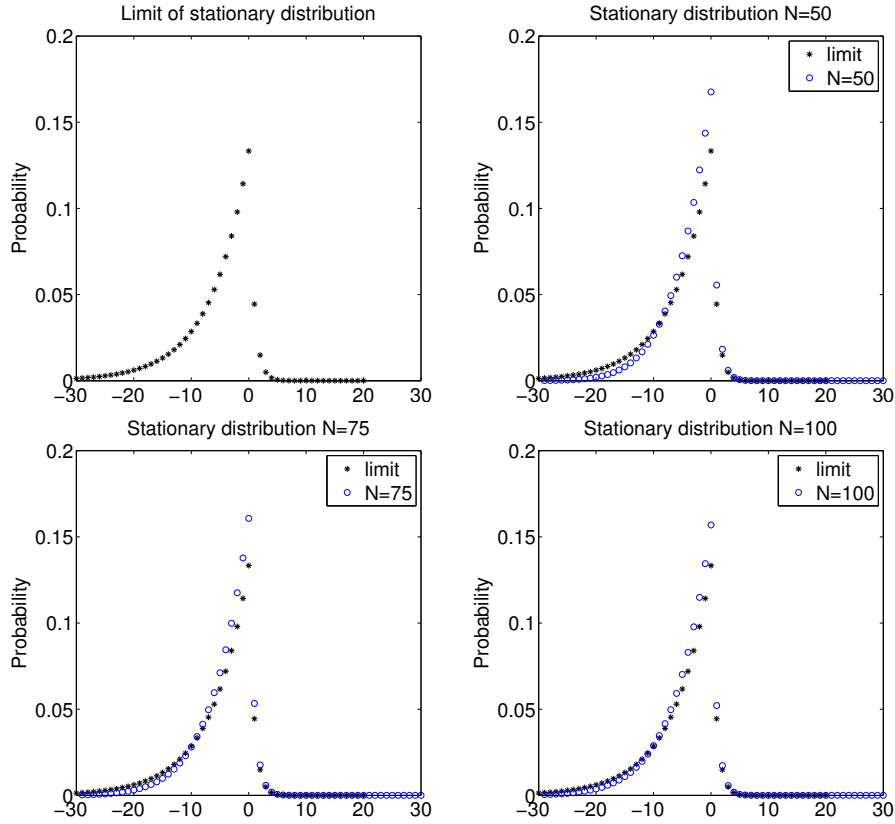 Limit of stationary distribution
0.2
0.15
0.1
0.05
0
Probability
−30 −20 −10 0 10 20 30
Stationary distribution N=50
limit
N=50
0.2
0.15
0.1
0.05
0
Probability
−30 −20 −10 0 10 20 30
Stationary distribution N=75
limit
N=75
0.2
0.15
0.1
0.05
0
Probability
−30 −20 −10 0 10 20 30
Stationary distribution N=100
limit
N=100
0.2
0.15
0.1
0.05
0
Probability
−30 −20 −10 0 10 20 30